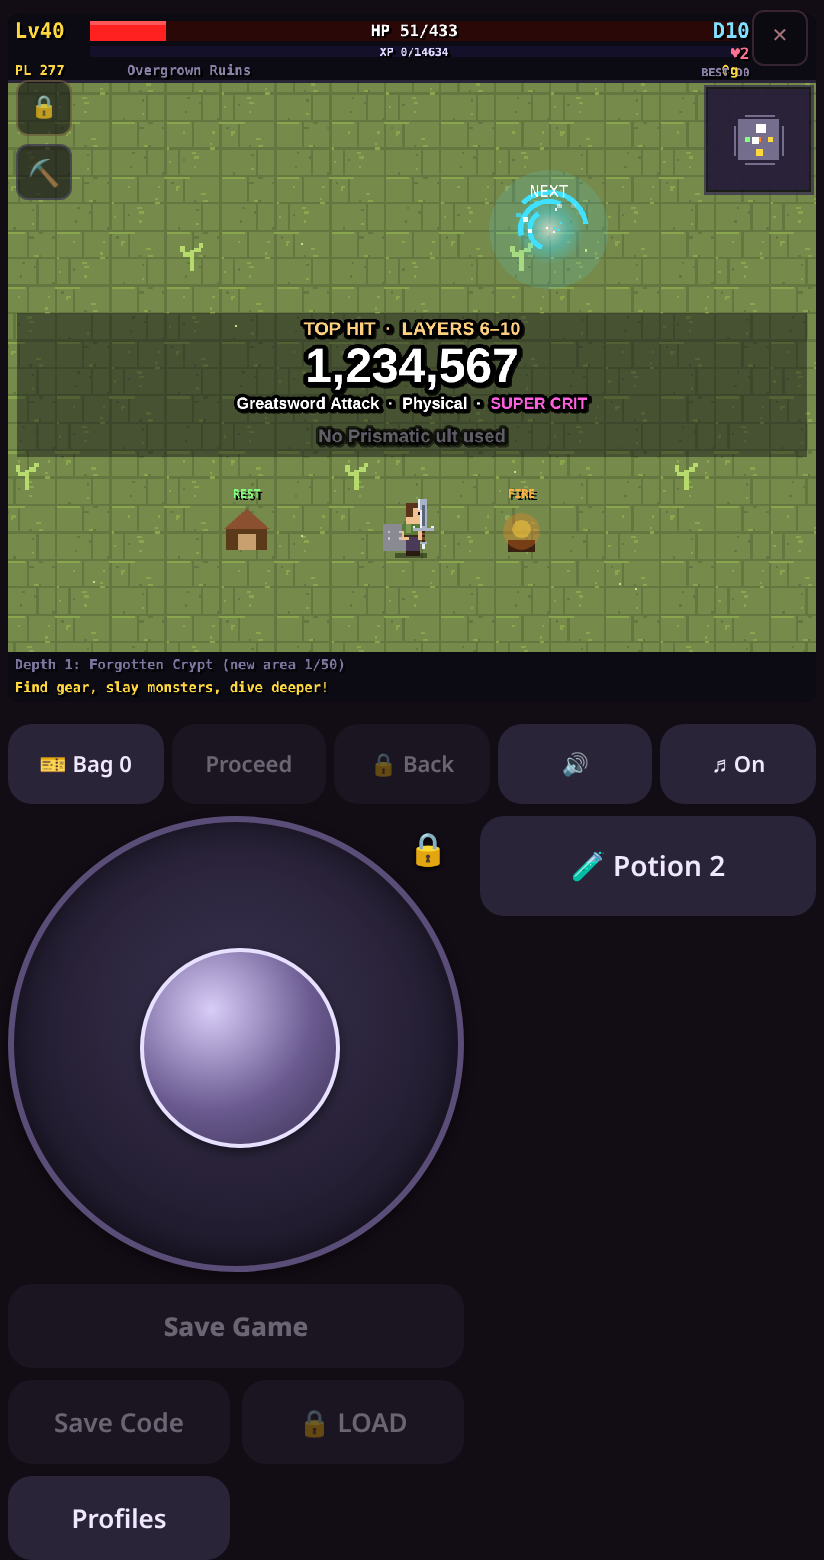 Lv40
HP 51/433
D10
×
XP 0/14634
♥2
PL 277
Overgrown Ruins
0g
NEXT
TOP HIT · LAYERS 6–10
1,234,567
Greatsword Attack · Physical · SUPER CRIT
No Prismatic ult used
REST
FIRE
Depth 1: Forgotten Crypt (new area 1/50)
Find gear, slay monsters, dive deeper!
Bag 0
Proceed
Back
♬ On
Potion 2
Save Game
Save Code
LOAD
Profiles